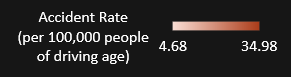 Accident Rate
(per 100,000 people
of driving age)
4.68 34.98